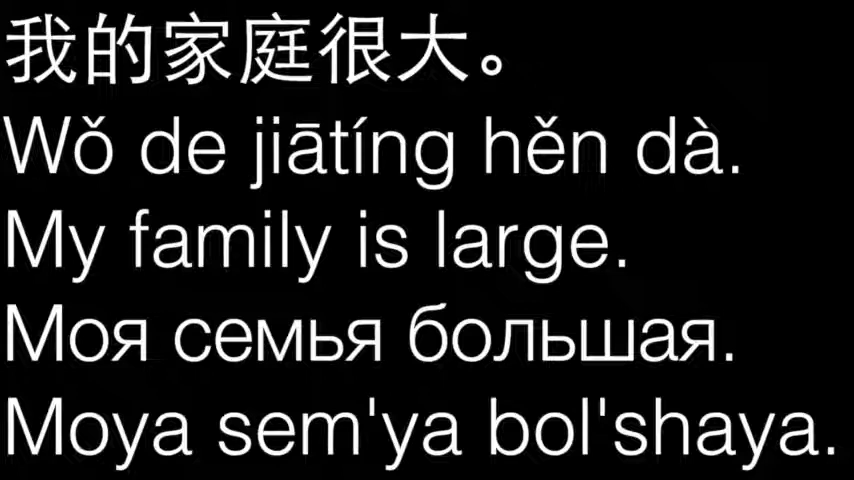 我的家庭很大。
Wǒ de jiātíng hěn dà.
My family is large.
Моя семья большая.
Moya sem'ya bol'shaya.